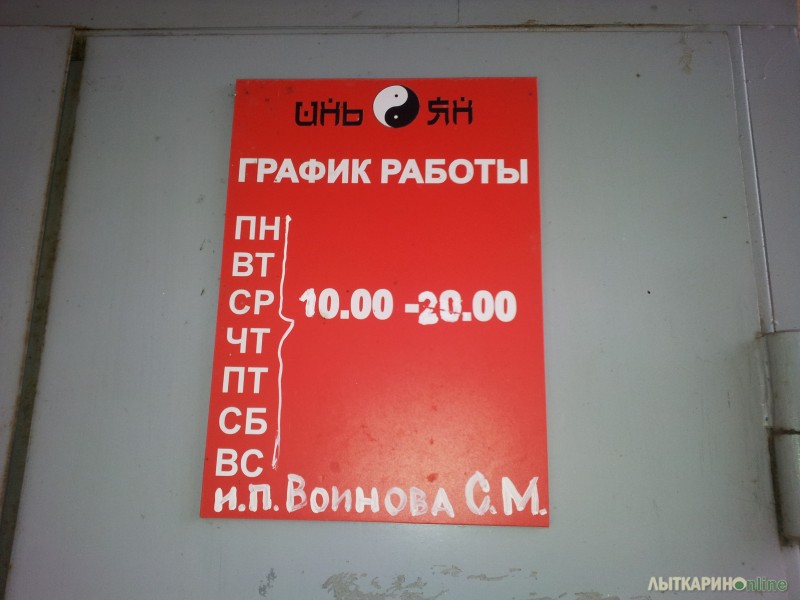 инь ян
ГРАФИК РАБОТЫ
ПН
ВТ
СР 10.00 - 20.00
ЧТ
ПТ
СБ
ВС
и.п. Воинова С.М.
ЛЫТКАРИНОonline